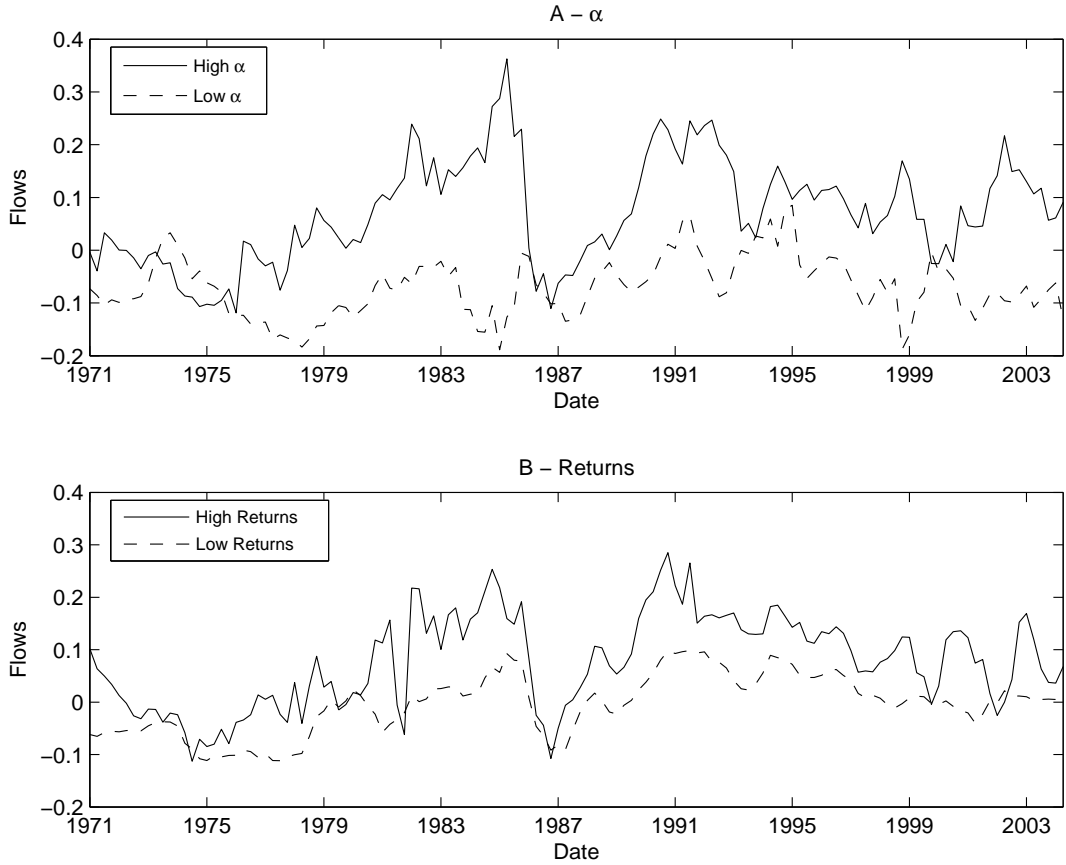 A – α
0.4
0.3
0.2
0.1
0
−0.1
−0.2
Flows
High α
Low α
1971 1975 1979 1983 1987 1991 1995 1999 2003
Date
B – Returns
0.4
0.3
0.2
0.1
0
−0.1
−0.2
Flows
High Returns
Low Returns
1971 1975 1979 1983 1987 1991 1995 1999 2003
Date